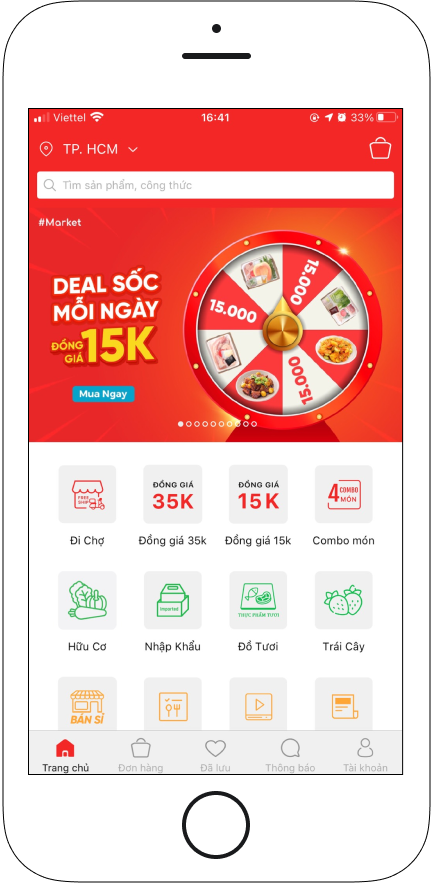 Viettel 16:41 33%
TP. HCM
Tìm sản phẩm, công thức
#Market
DEAL SỐC
MỖI NGÀY
ĐỒNG GIÁ 15K
Mua Ngay
15.000
15.000
15.000
FREE SHIP
ĐỒNG GIÁ 35K
ĐỒNG GIÁ 15K
4 COMBO MÓN
Đi Chợ
Đồng giá 35k
Đồng giá 15k
Combo món
Imported
THỰC PHẨM TƯƠI
Hữu Cơ
Nhập Khẩu
Đồ Tươi
Trái Cây
BÁN SỈ
Trang chủ
Đơn hàng
Đã lưu
Thông báo
Tài khoản